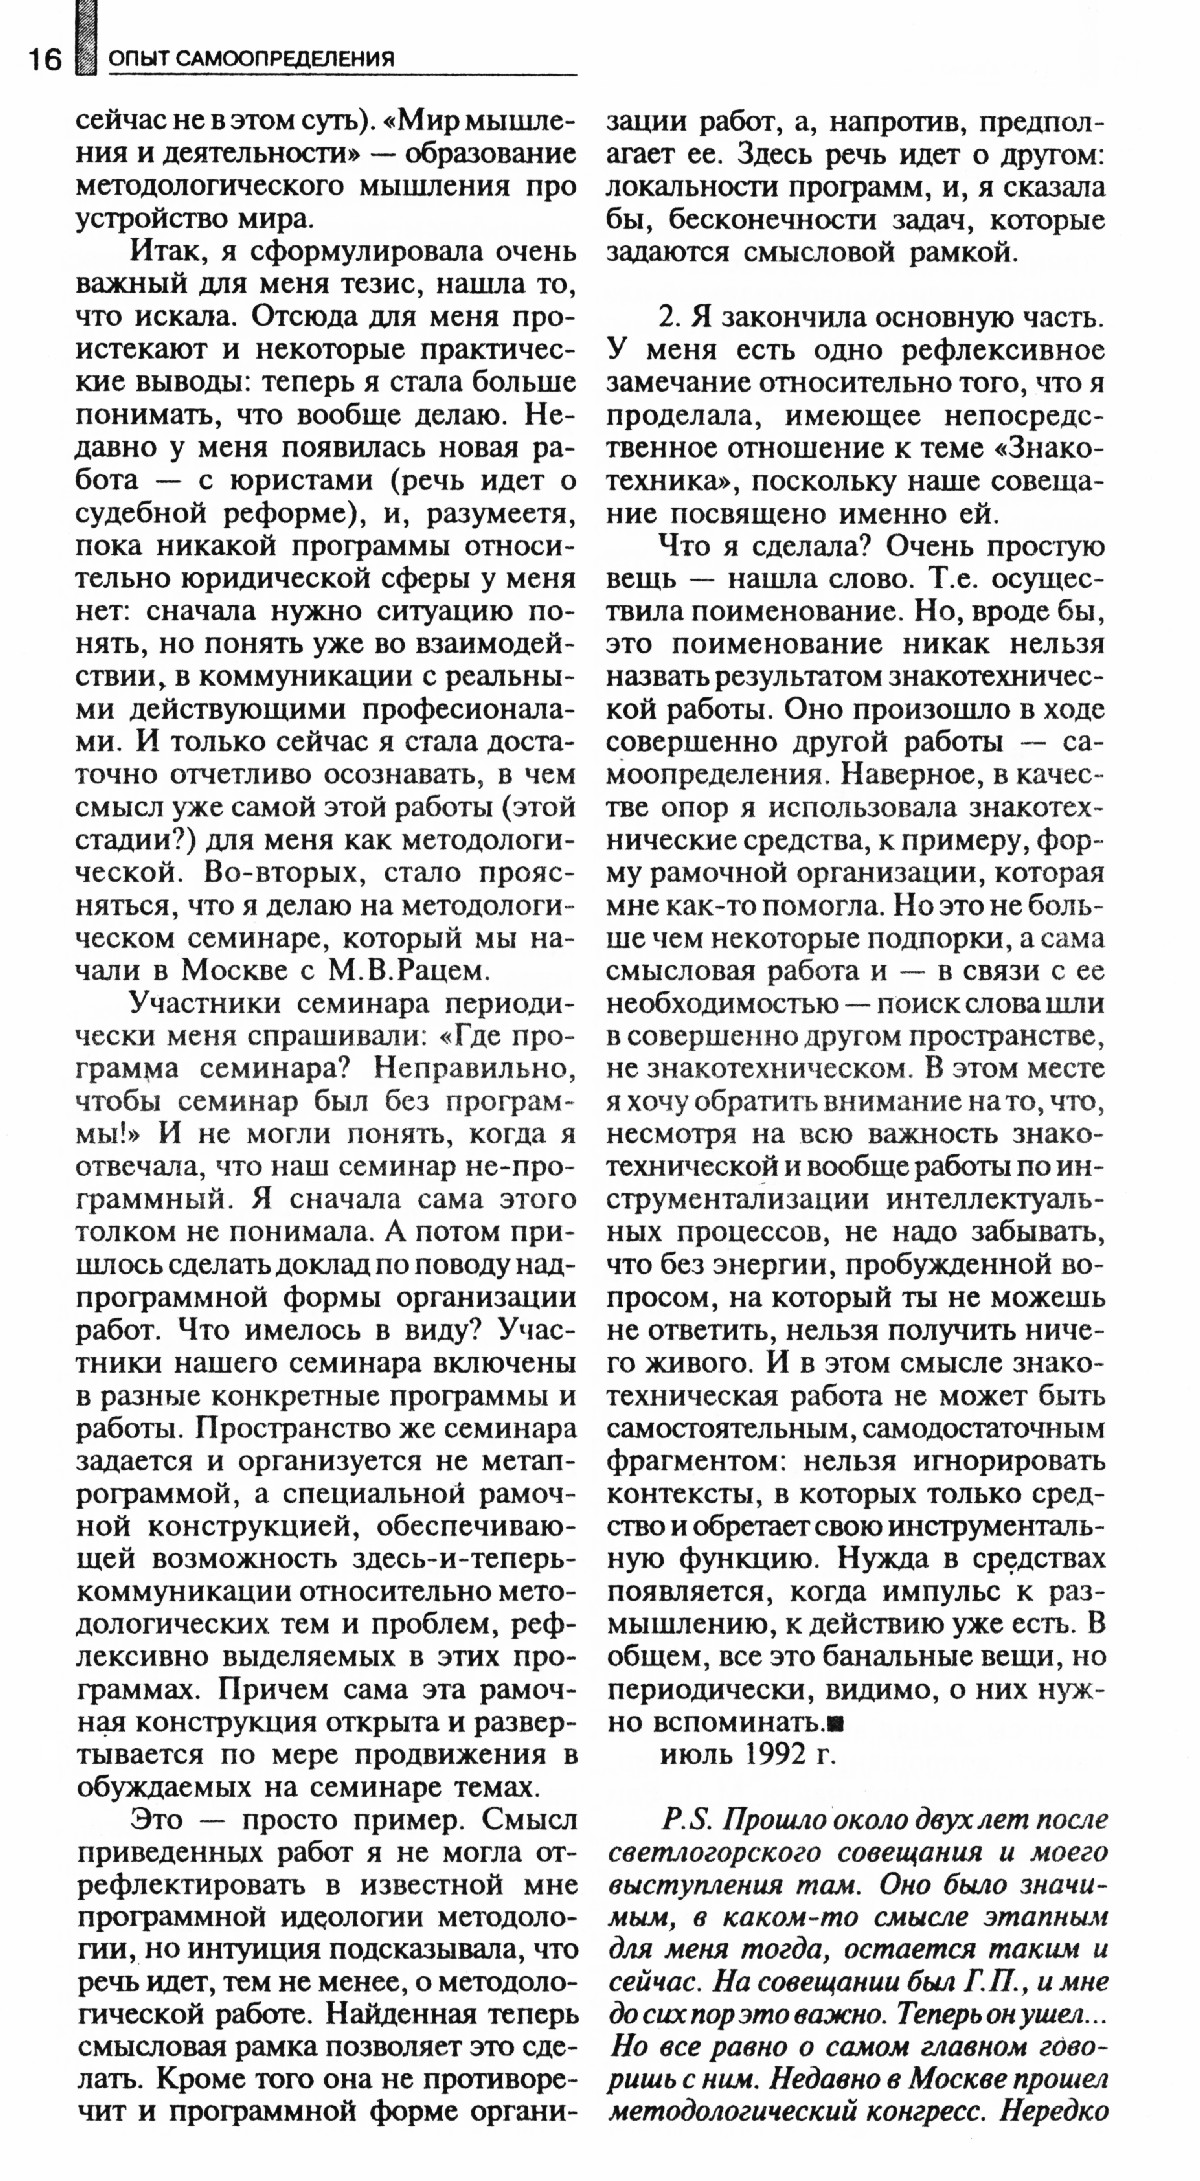 16
ОПЫТ САМООПРЕДЕЛЕНИЯ
сейчас не в этом суть). «Мир мышле-
ния и деятельности» — образование
методологического мышления про
устройство мира.
Итак, я сформулировала очень
важный для меня тезис, нашла то,
что искала. Отсюда для меня про-
истекают и некоторые практичес-
кие выводы: теперь я стала больше
понимать, что вообще делаю. Не-
давно у меня появилась новая ра-
бота — с юристами (речь идет о
судебной реформе), и, разумеетя,
пока никакой программы относи-
тельно юридической сферы у меня
нет: сначала нужно ситуацию по-
нять, но понять уже во взаимодей-
ствии, в коммуникации с реальны-
ми действующими професионала-
ми. И только сейчас я стала доста-
точно отчетливо осознавать, в чем
смысл уже самой этой работы (этой
стадии?) для меня как методологи-
ческой. Во-вторых, стало прояс-
няться, что я делаю на методологи-
ческом семинаре, который мы на-
чали в Москве с М.В.Рацем.
Участники семинара периоди-
чески меня спрашивали: «Где про-
грамма семинара? Неправильно,
чтобы семинар был без програм-
мы!» И не могли понять, когда я
отвечала, что наш семинар не-про-
граммный. Я сначала сама этого
толком не понимала. А потом при-
шлось сделать доклад по поводу над-
программной формы организации
работ. Что имелось в виду? Учас-
тники нашего семинара включены
в разные конкретные программы и
работы. Пространство же семинара
задается и организуется не метап-
рограммой, а специальной рамоч-
ной конструкцией, обеспечиваю-
щей возможность здесь-и-теперь-
коммуникации относительно мето-
дологических тем и проблем, реф-
лексивно выделяемых в этих про-
граммах. Причем сама эта рамоч-
ная конструкция открыта и развер-
тывается по мере продвижения в
обуждаемых на семинаре темах.
Это — просто пример. Смысл
приведенных работ я не могла от-
рефлектировать в известной мне
программной идеологии методоло-
гии, но интуиция подсказывала, что
речь идет, тем не менее, о методоло-
гической работе. Найденная теперь
смысловая рамка позволяет это сде-
лать. Кроме того она не противоре-
чит и программной форме органи-
зации работ, а, напротив, предпол-
агает ее. Здесь речь идет о другом:
локальности программ, и, я сказала
бы, бесконечности задач, которые
задаются смысловой рамкой.
2. Я закончила основную часть.
У меня есть одно рефлексивное
замечание относительно того, что я
проделала, имеющее непосредс-
твенное отношение к теме «Знако-
техника», поскольку наше совеща-
ние посвящено именно ей.
Что я сделала? Очень простую
вещь — нашла слово. Т.е. осущес-
твила поименование. Но, вроде бы,
это поименование никак нельзя
назвать результатом знакотехничес-
кой работы. Оно произошло в ходе
совершенно другой работы — са-
моопределения. Наверное, в качес-
тве опор я использовала знакотех-
нические средства, к примеру, фор-
му рамочной организации, которая
мне как-то помогла. Но это не боль-
ше чем некоторые подпорки, а сама
смысловая работа и — в связи с ее
необходимостью — поиск слова шли
в совершенно другом пространстве,
не знакотехническом. В этом месте
я хочу обратить внимание на то, что,
несмотря на всю важность знако-
технической и вообще работы по ин-
струментализации интеллектуаль-
ных процессов, не надо забывать,
что без энергии, пробужденной во-
просом, на который ты не можешь
не ответить, нельзя получить ниче-
го живого. И в этом смысле знако-
техническая работа не может быть
самостоятельным, самодостаточным
фрагментом: нельзя игнорировать
контексты, в которых только сред-
ство и обретает свою инструменталь-
ную функцию. Нужда в средствах
появляется, когда импульс к раз-
мышлению, к действию уже есть. В
общем, все это банальные вещи, но
периодически, видимо, о них нуж-
но вспоминать.■
июль 1992 г.
P.S. Прошло около двух лет после
светлогорского совещания и моего
выступления там. Оно было значи-
мым, в каком-то смысле этапным
для меня тогда, остается таким и
сейчас. На совещании был Г.П., и мне
до сих пор это важно. Теперь он ушел...
Но все равно о самом главном гово-
ришь с ним. Недавно в Москве прошел
методологический конгресс. Нередко